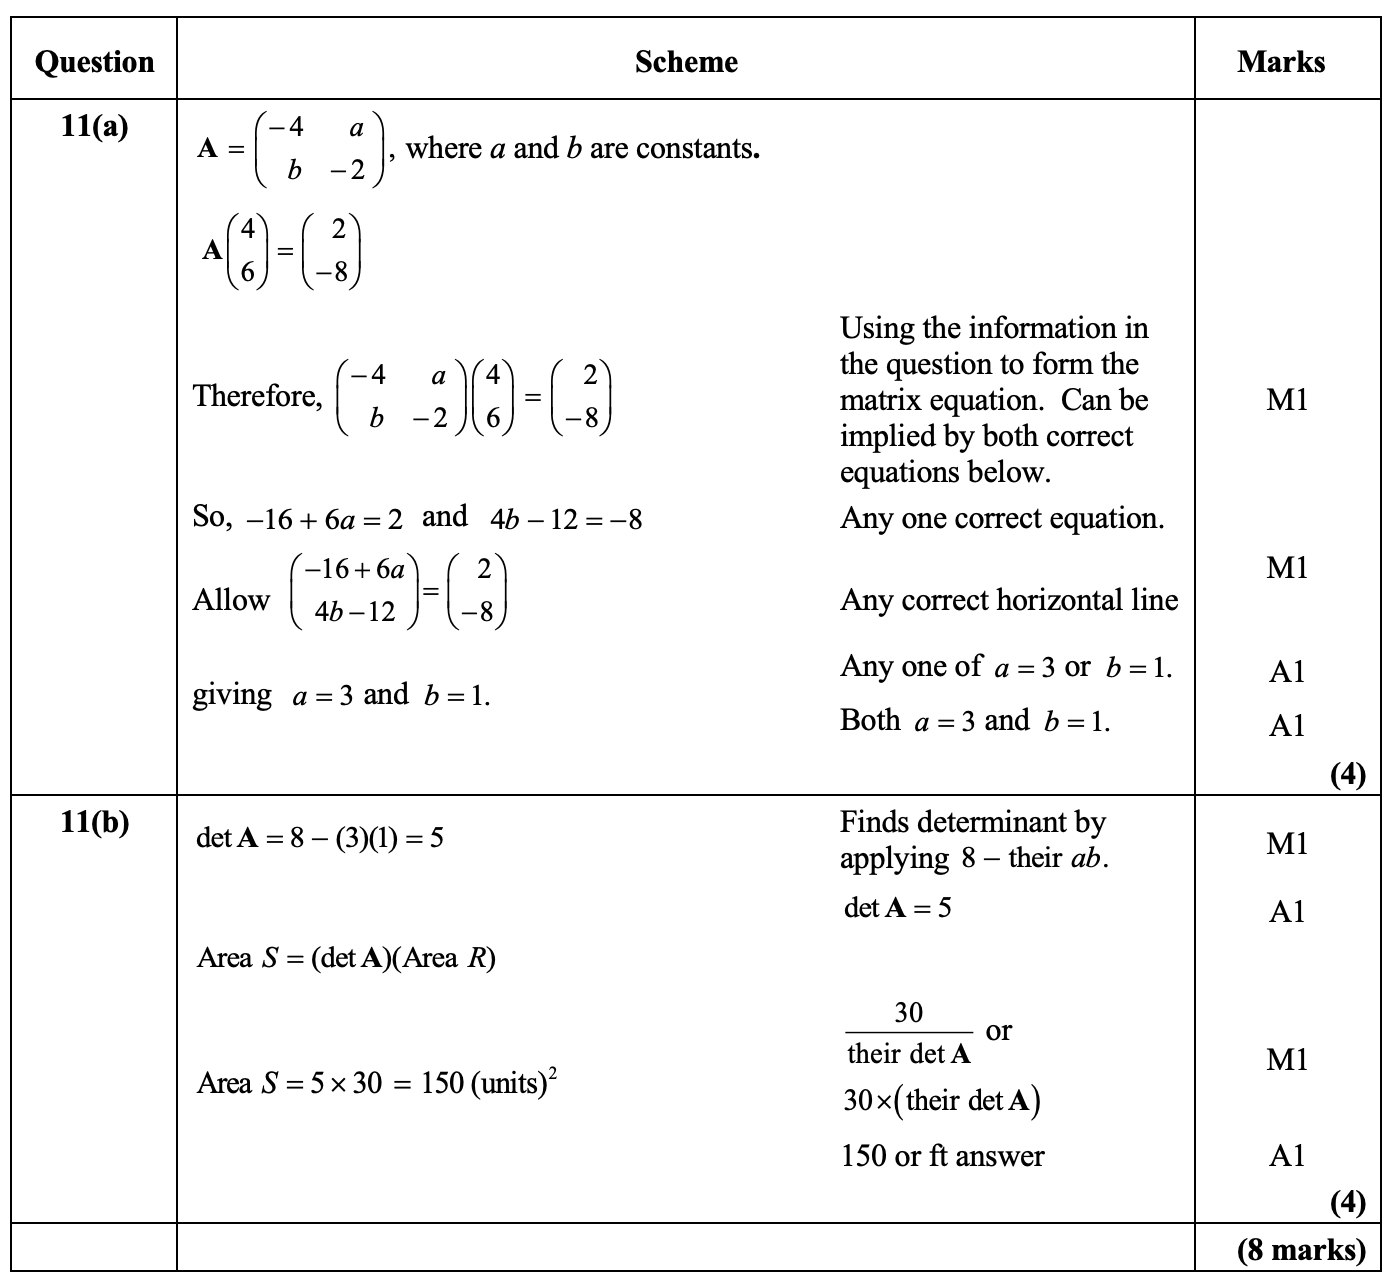 Question Scheme Marks
11(a)
A = ( −4 a ; b −2 ), where a and b are constants.
A ( 4 ; 6 ) = ( 2 ; −8 )
Therefore, ( −4 a ; b −2 ) ( 4 ; 6 ) = ( 2 ; −8 )
Using the information in
the question to form the
matrix equation. Can be
implied by both correct
equations below.
M1
So, −16 + 6a = 2 and 4b − 12 = −8
Any one correct equation.
M1
Allow ( −16 + 6a ; 4b − 12 ) = ( 2 ; −8 )
Any correct horizontal line
giving a = 3 and b = 1.
Any one of a = 3 or b = 1.
A1
Both a = 3 and b = 1.
A1
(4)
11(b)
det A = 8 − (3)(1) = 5
Finds determinant by
applying 8 − their ab.
M1
det A = 5
A1
Area S = (det A)(Area R)
Area S = 5 × 30 = 150 (units)²
30 / their det A or
30×(their det A)
M1
150 or ft answer
A1
(4)
(8 marks)